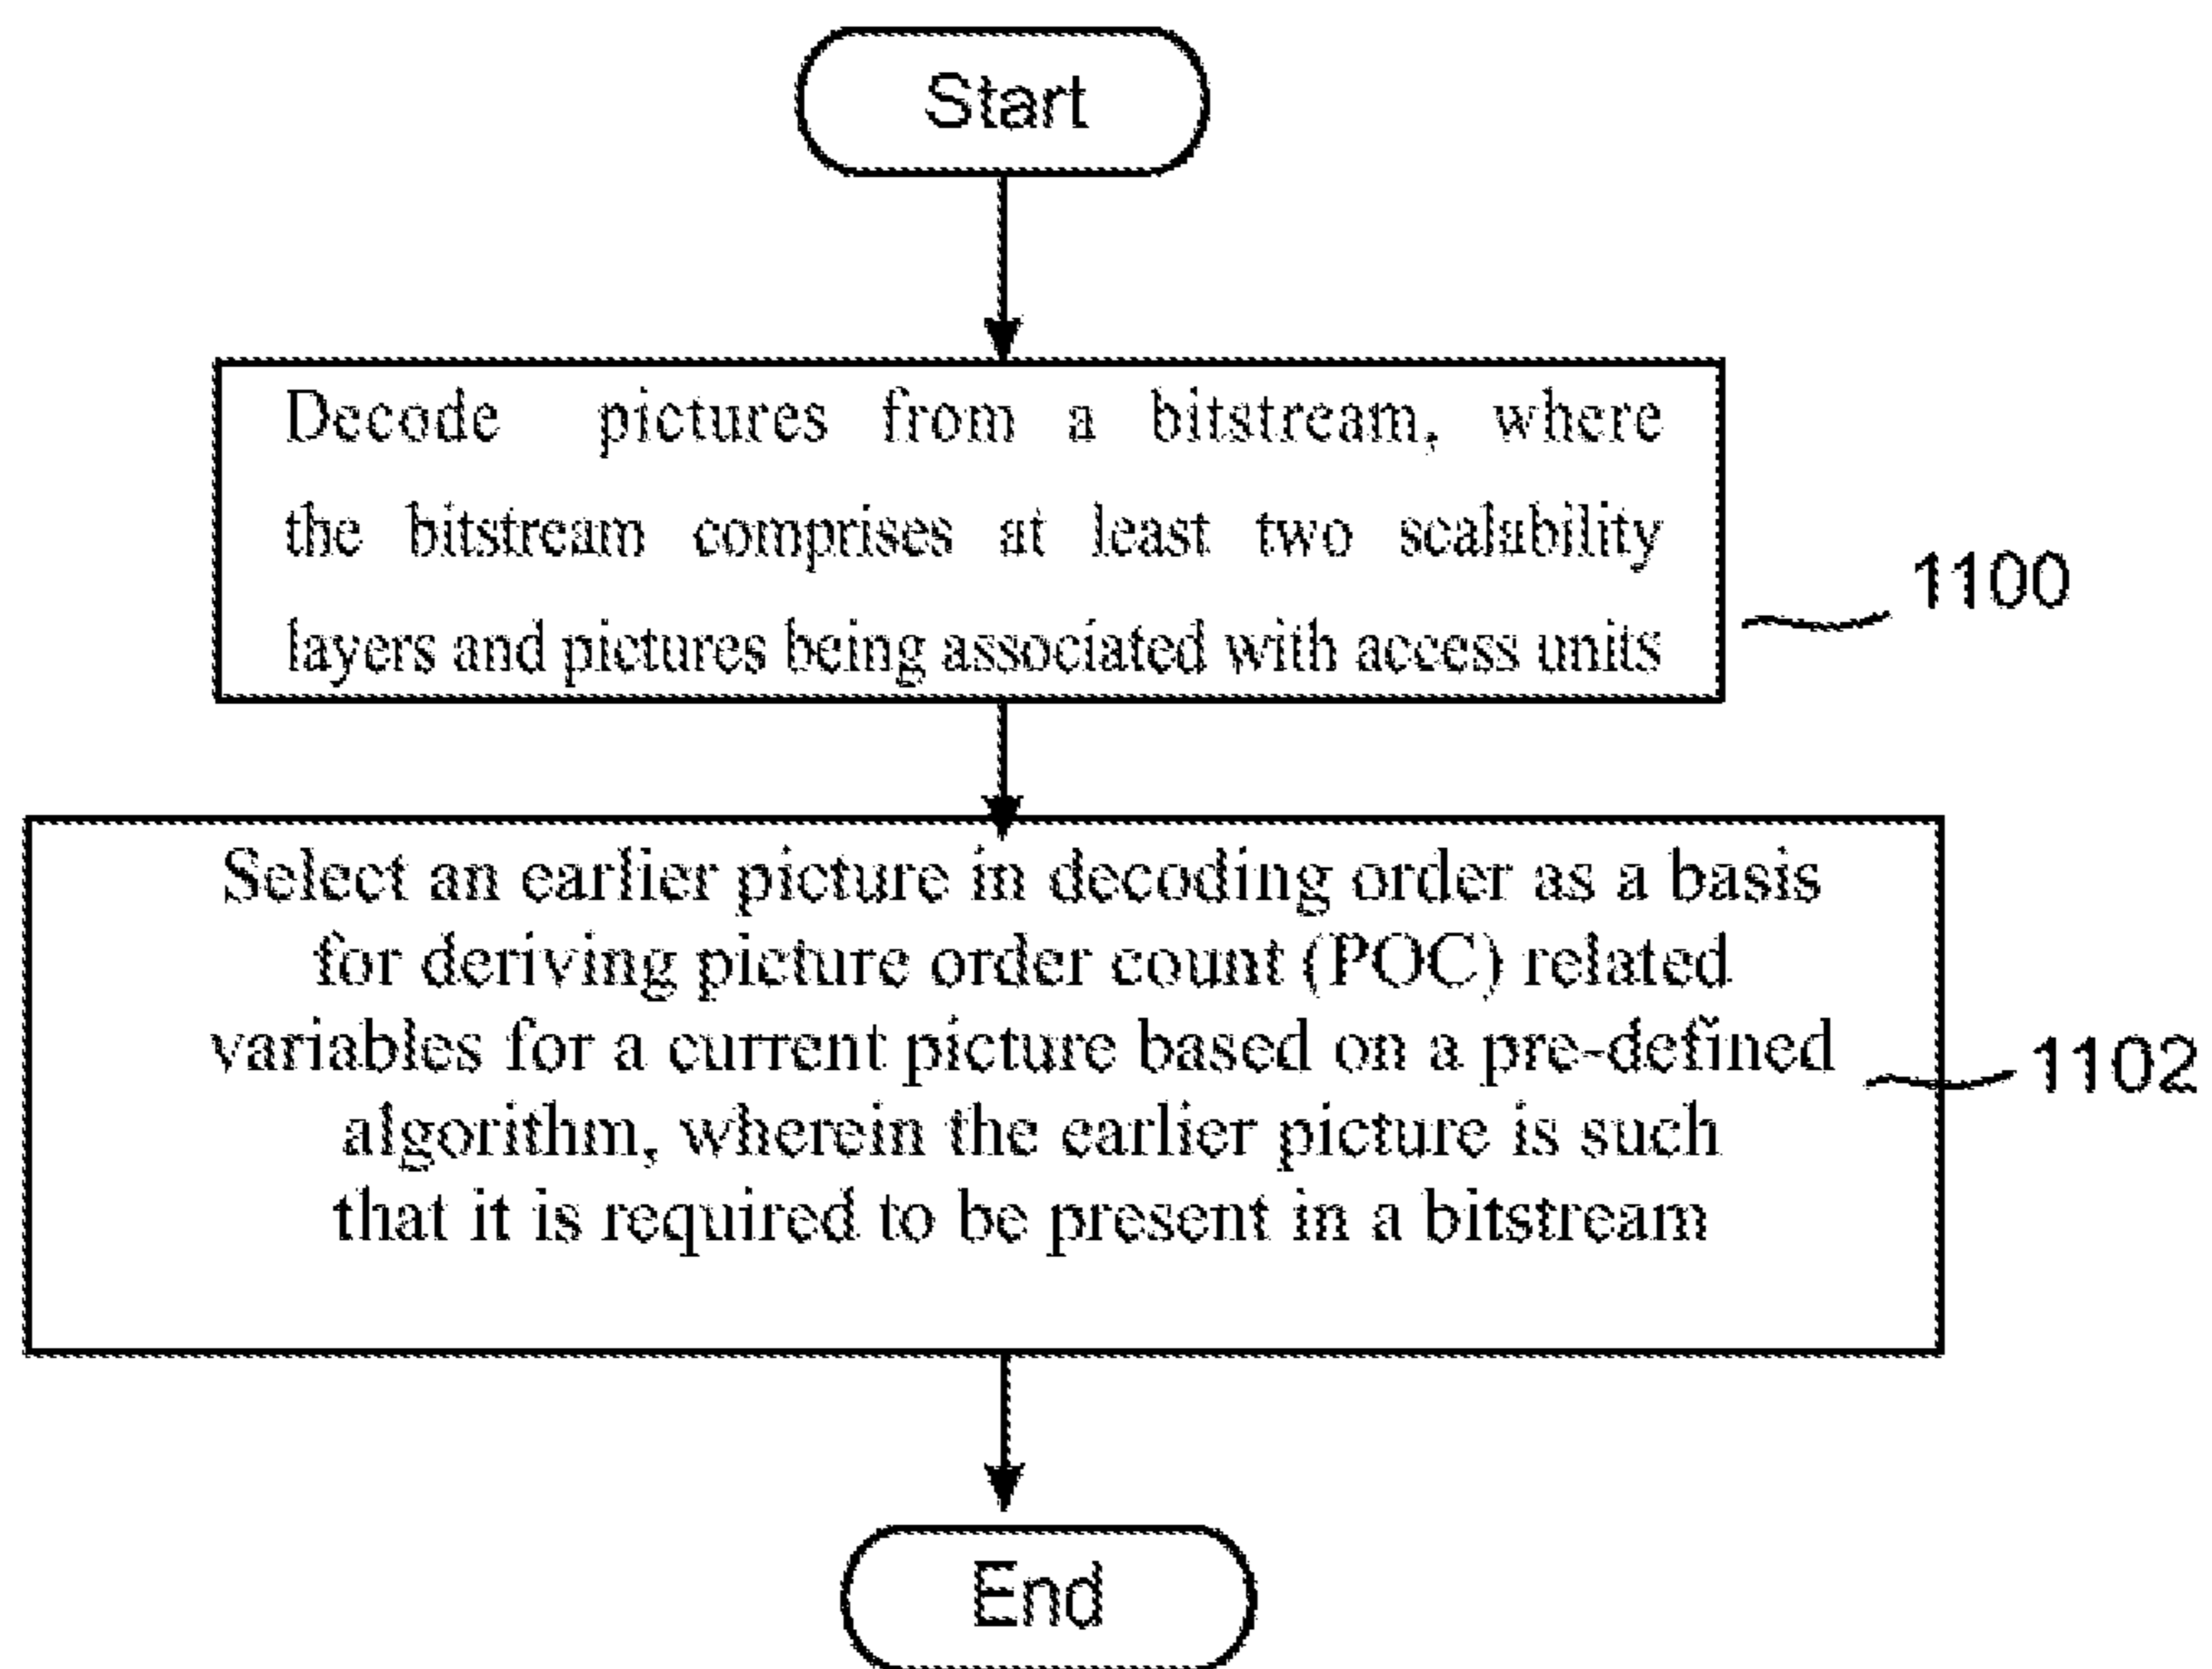 Start
Decode pictures from a bitstream, where
the bitstream comprises at least two scalability
layers and pictures being associated with access units
1100
Select an earlier picture in decoding order as a basis
for deriving picture order count (POC) related
variables for a current picture based on a pre-defined
algorithm, wherein the earlier picture is such
that it is required to be present in a bitstream
1102
End